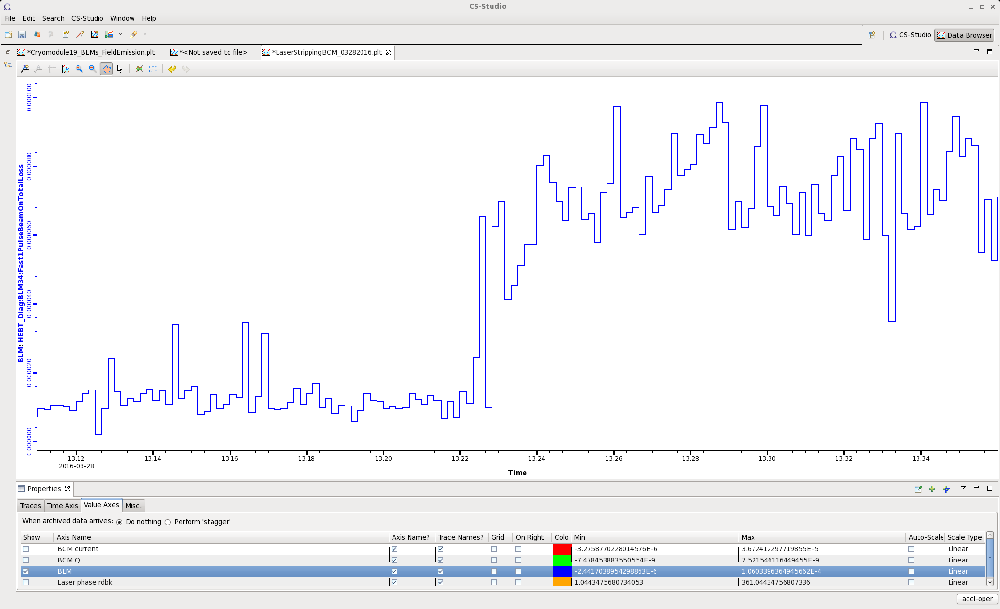 CS-Studio
File Edit Search CS-Studio Window Help
CS-Studio Data Browser
*Cryomodule19_BLMs_FieldEmission.plt *<Not saved to file> *LaserStrippingBCM_03282016.plt
Time
BLM: HEBT_Diag:BLM34:Fast1PulseBeamOnTotalLoss
0.000100
0.000080
0.000060
0.000040
0.000020
0.000000
13:12 13:14 13:16 13:18 13:20 13:22 13:24 13:26 13:28 13:30 13:32 13:34
2016-03-28
Time
Properties
Traces Time Axis Value Axes Misc.
When archived data arrives: Do nothing Perform 'stagger'
Show Axis Name Axis Name? Trace Names? Grid On Right Colo Min Max Auto-Scale Scale Type
BCM current -3.2758770228014576E-6 3.672412297719855E-5 Linear
BCM Q -7.478453883550554E-9 7.521546116449455E-9 Linear
BLM -2.4417038954298863E-6 1.0603396364945662E-4 Linear
Laser phase rdbk 1.0443475680734053 361.04434756807336 Linear
accl-oper